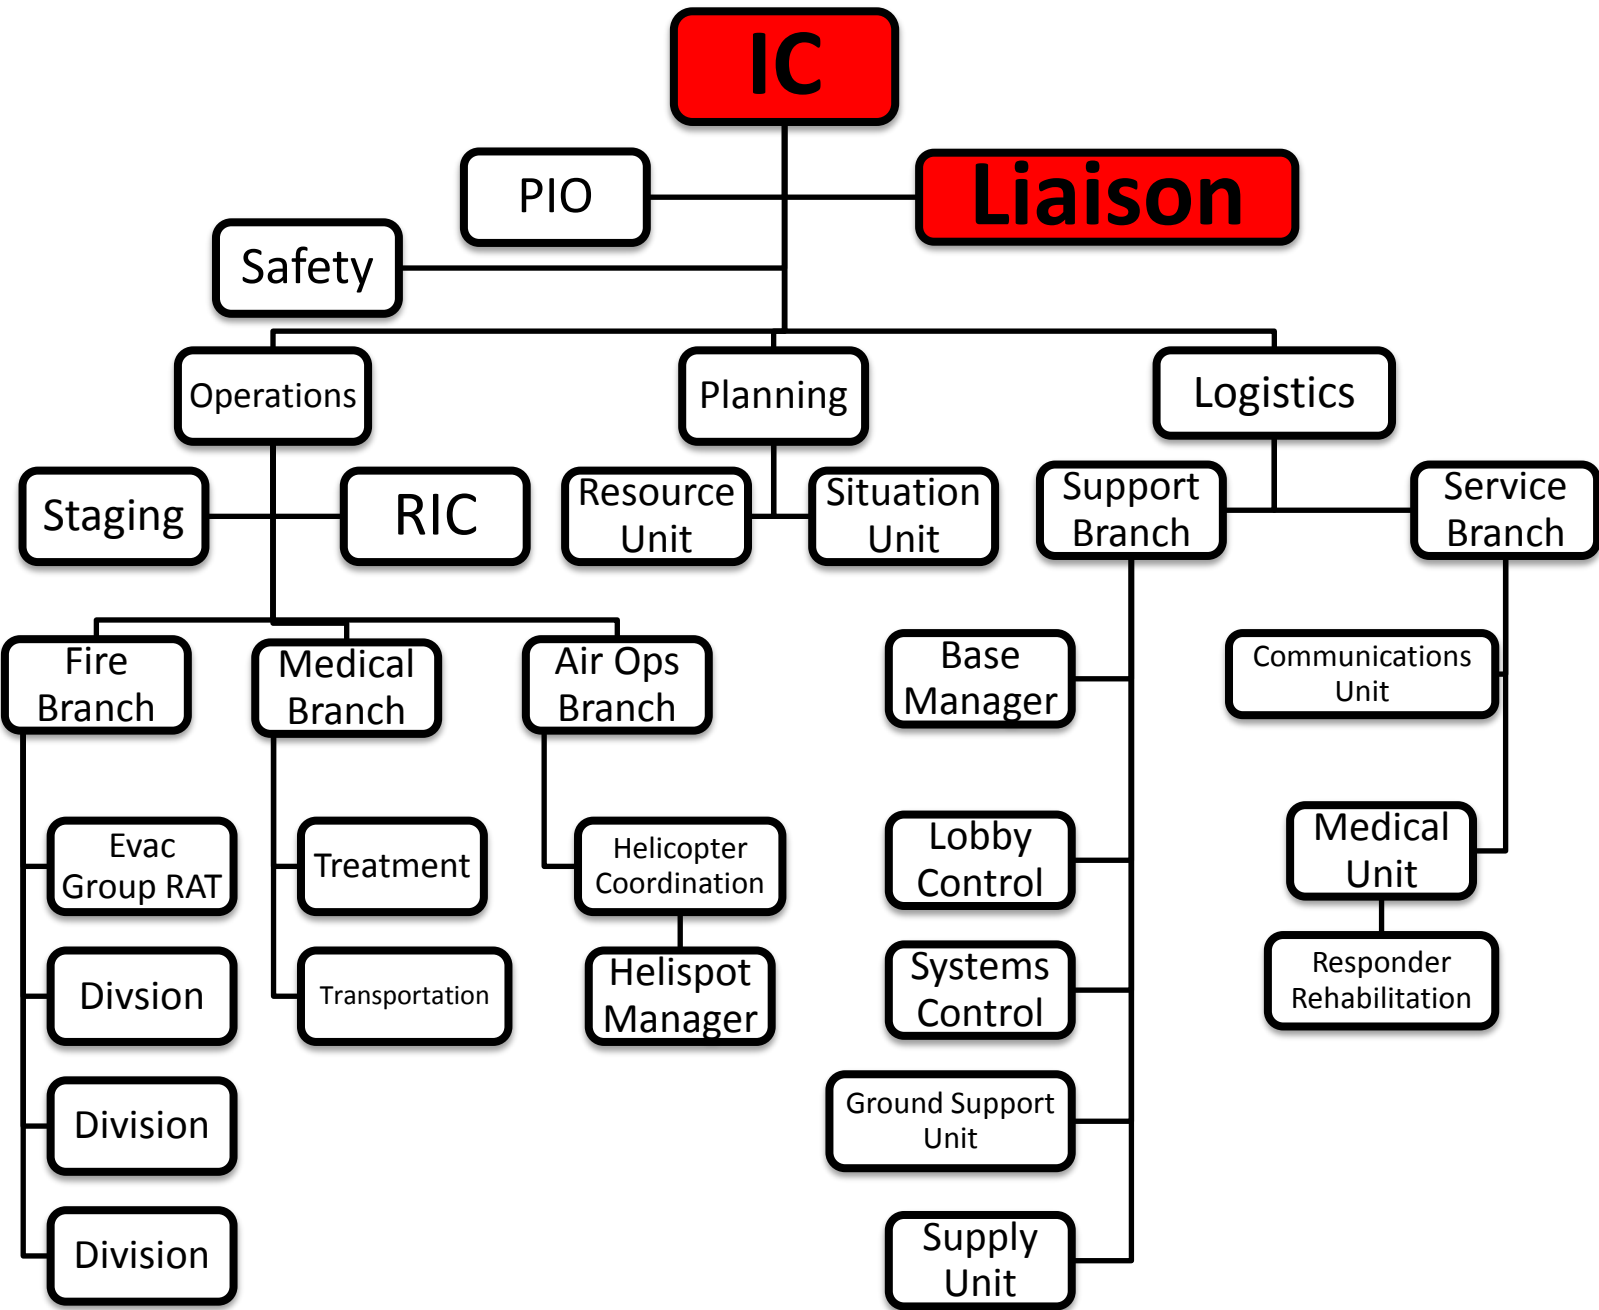 IC
PIO
Liaison
Safety
Operations
Planning
Logistics
Staging
RIC
Resource
Unit
Situation
Unit
Support
Branch
Service
Branch
Fire
Branch
Medical
Branch
Air Ops
Branch
Base
Manager
Communications
Unit
Evac
Group RAT
Treatment
Helicopter
Coordination
Lobby
Control
Medical
Unit
Divsion
Transportation
Helispot
Manager
Systems
Control
Responder
Rehabilitation
Division
Ground Support
Unit
Division
Supply
Unit